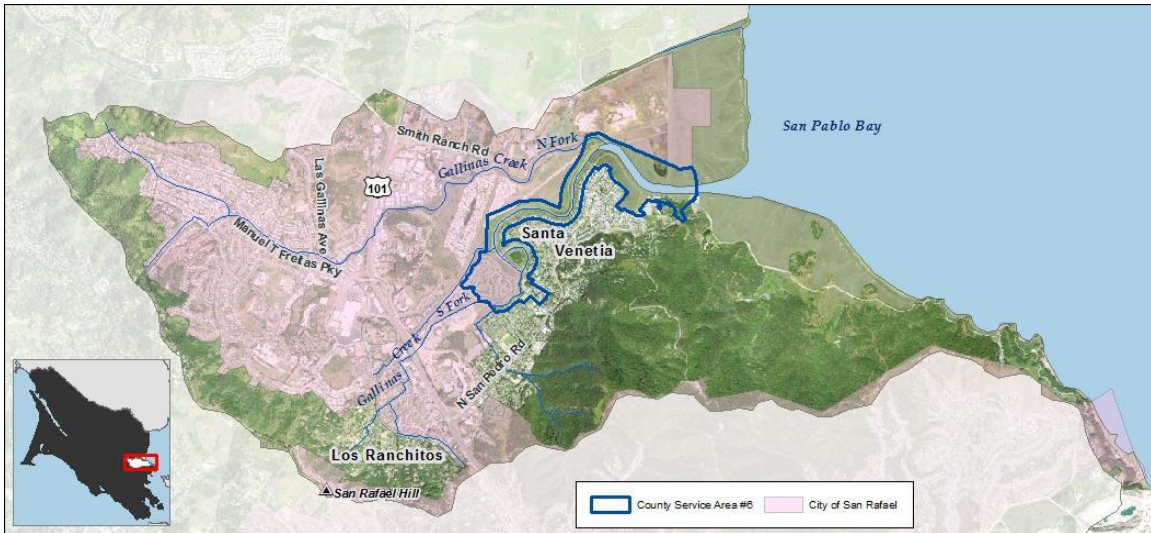 San Pablo Bay
Smith Ranch Rd
N Fork
Gallinas Creek
101
Las Gallinas Ave
Manuel T Freitas Pky
Santa
Venetia
S Fork
Gallinas Creek
N San Pedro Rd
Los Ranchitos
San Rafael Hill
County Service Area #6
City of San Rafael